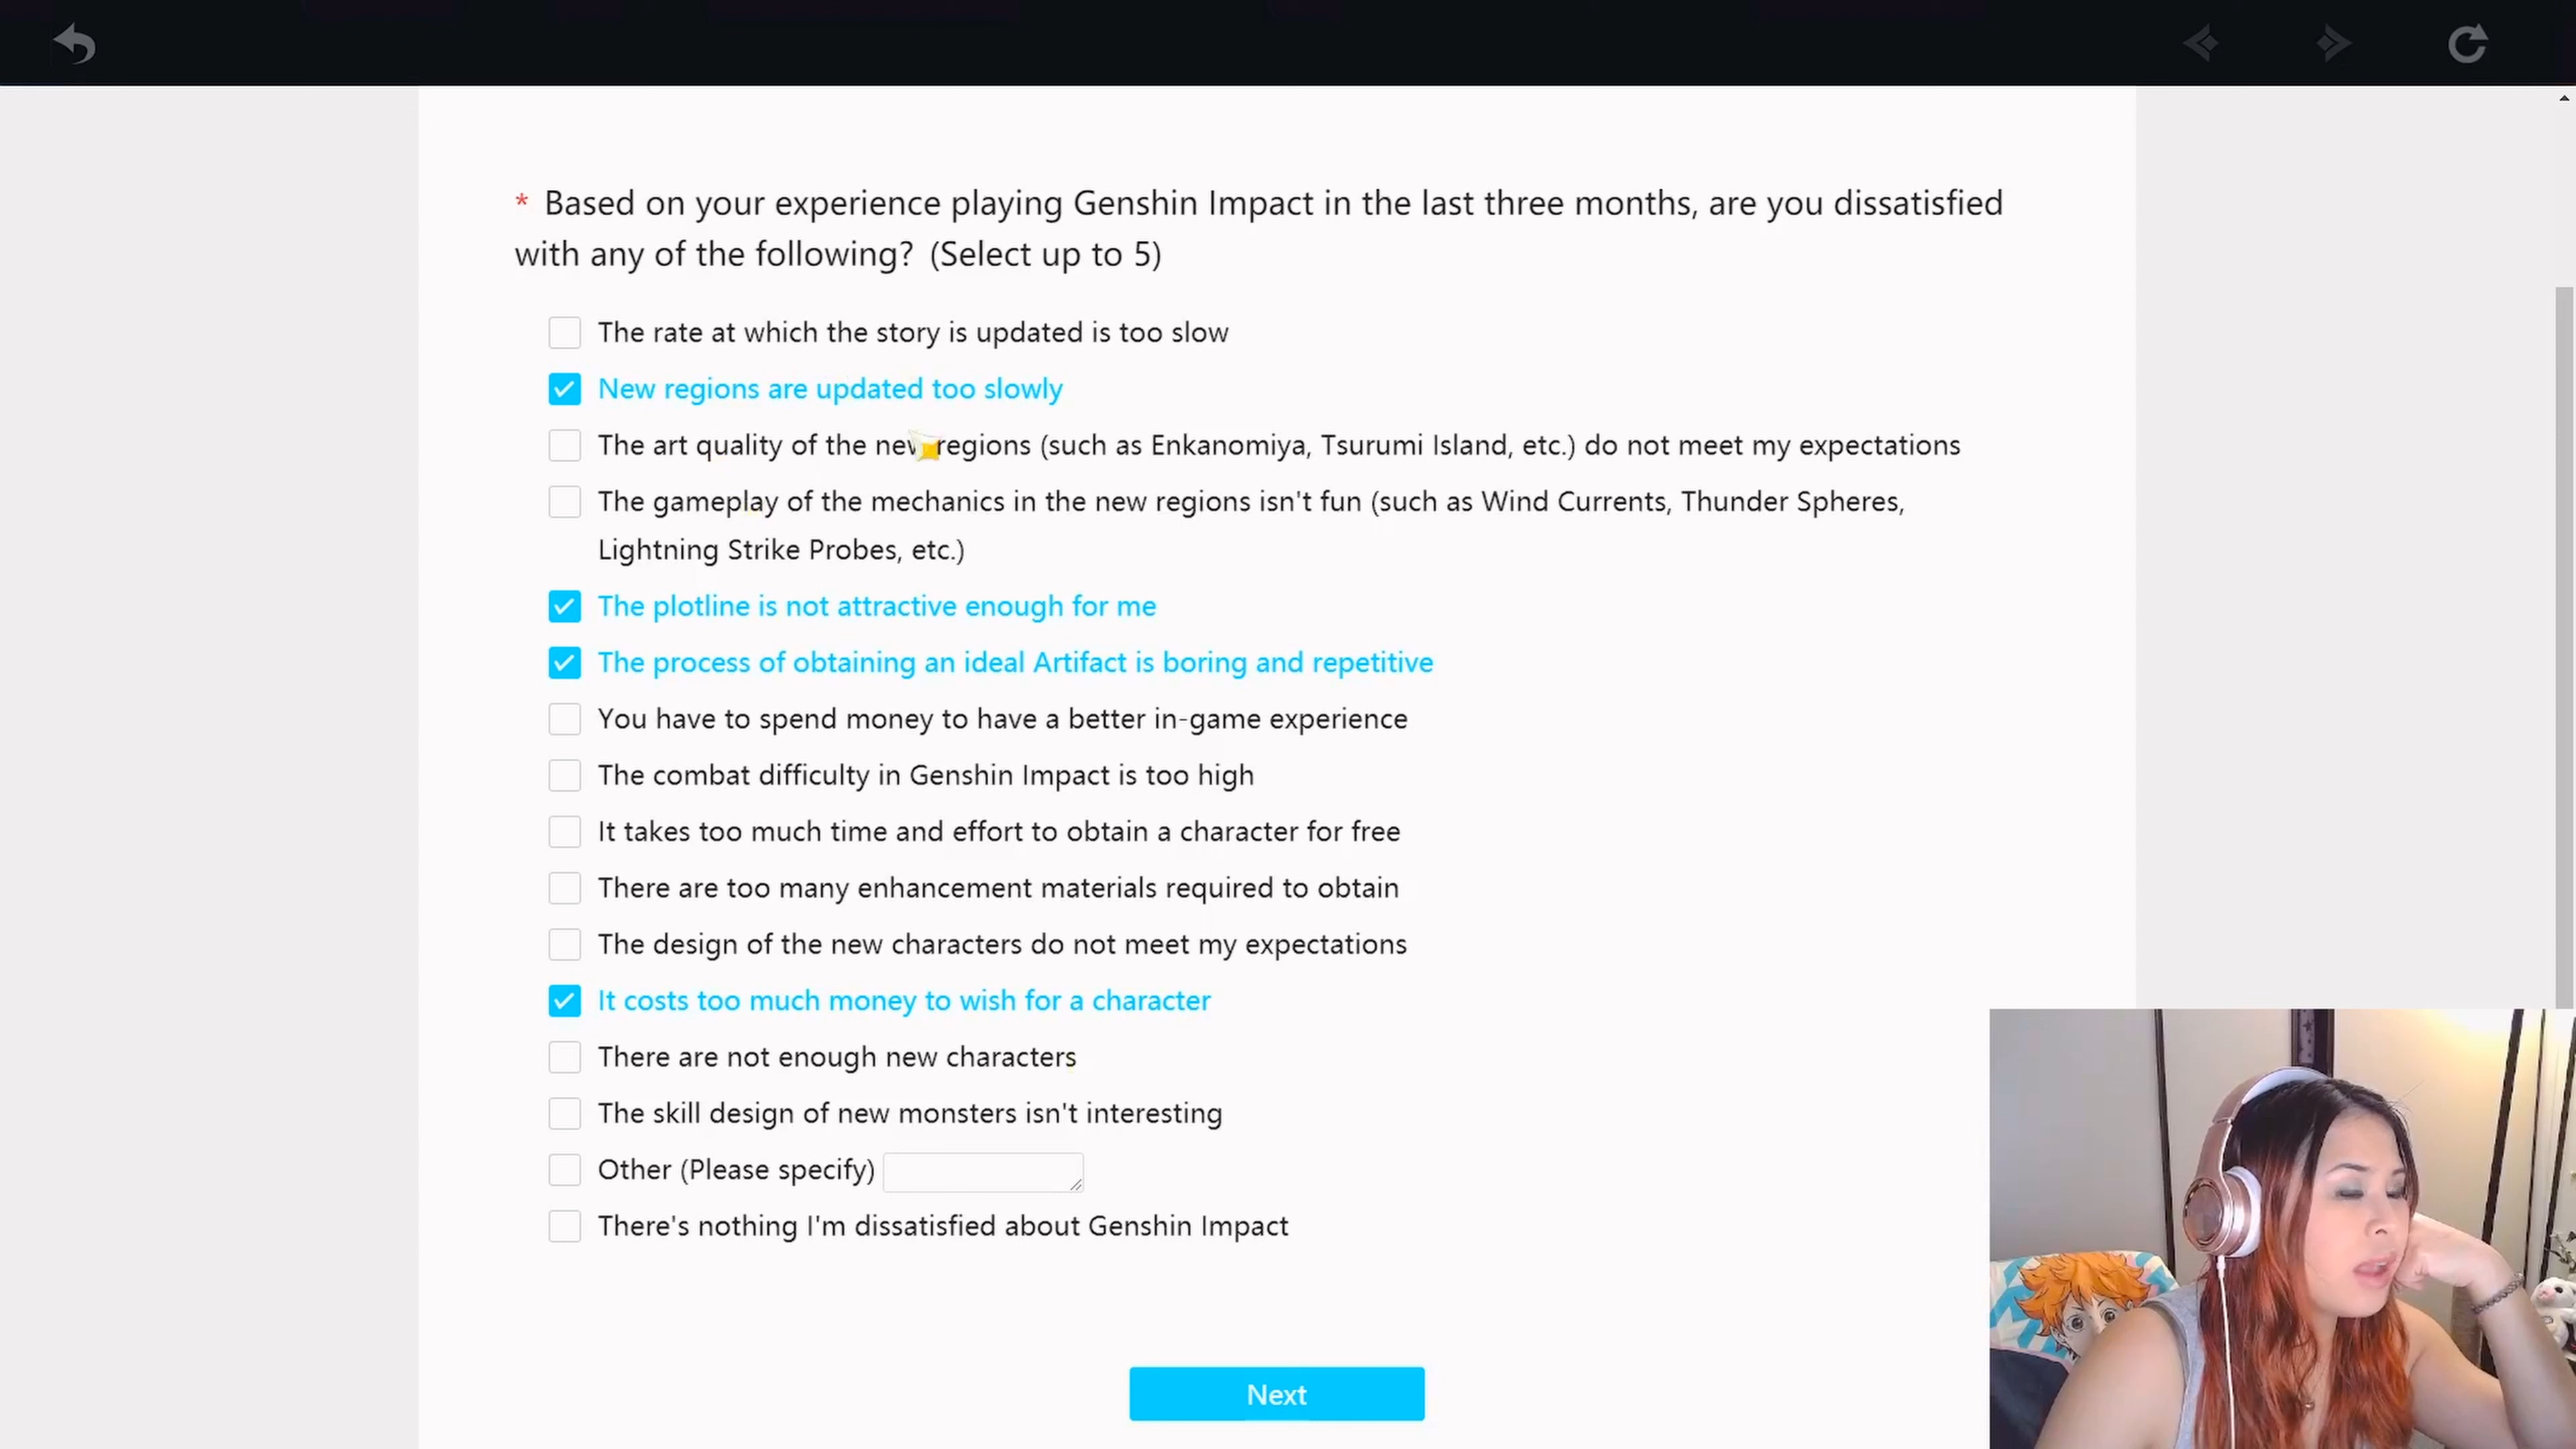 * Based on your experience playing Genshin Impact in the last three months, are you dissatisfied
with any of the following? (Select up to 5)
The rate at which the story is updated is too slow
New regions are updated too slowly
The art quality of the new regions (such as Enkanomiya, Tsurumi Island, etc.) do not meet my expectations
The gameplay of the mechanics in the new regions isn't fun (such as Wind Currents, Thunder Spheres,
Lightning Strike Probes, etc.)
The plotline is not attractive enough for me
The process of obtaining an ideal Artifact is boring and repetitive
You have to spend money to have a better in-game experience
The combat difficulty in Genshin Impact is too high
It takes too much time and effort to obtain a character for free
There are too many enhancement materials required to obtain
The design of the new characters do not meet my expectations
It costs too much money to wish for a character
There are not enough new characters
The skill design of new monsters isn't interesting
Other (Please specify)
There's nothing I'm dissatisfied about Genshin Impact
Next